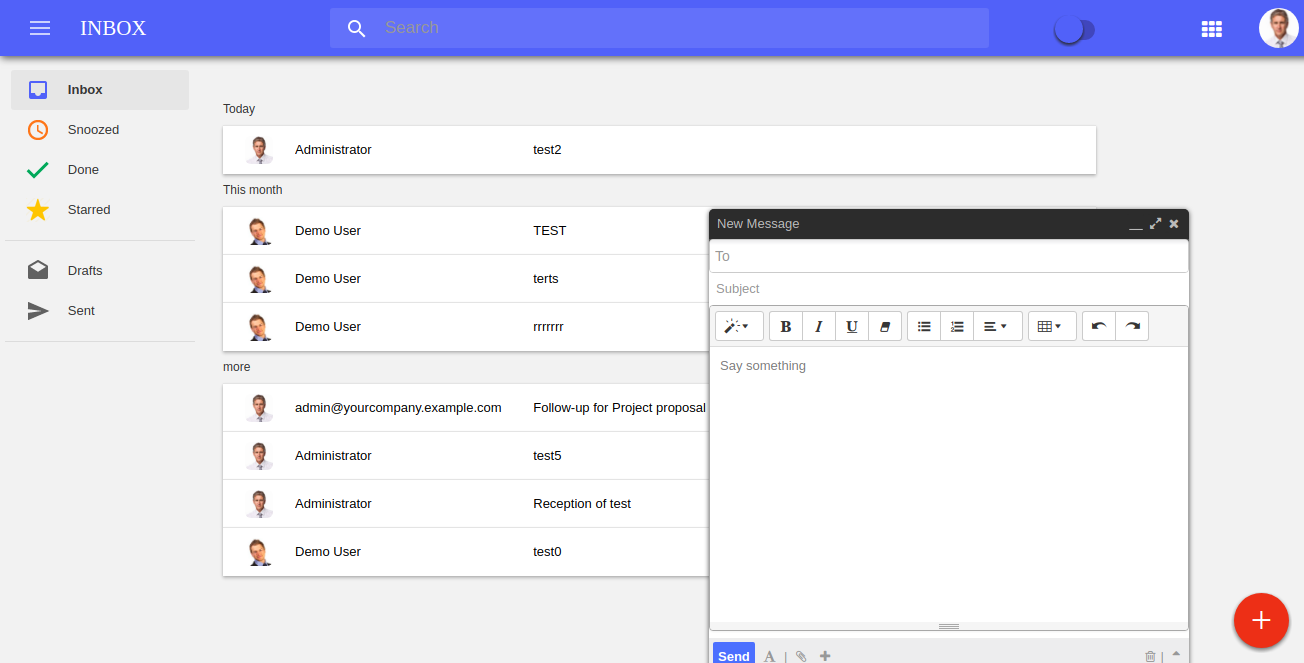 INBOX
Search
Inbox
Snoozed
Done
Starred
Drafts
Sent
Today
Administrator test2
This month
Demo User TEST
Demo User terts
Demo User rrrrrrr
more
admin@yourcompany.example.com Follow-up for Project proposal
Administrator test5
Administrator Reception of test
Demo User test0
New Message
To
Subject
B I U
Say something
Send A | |